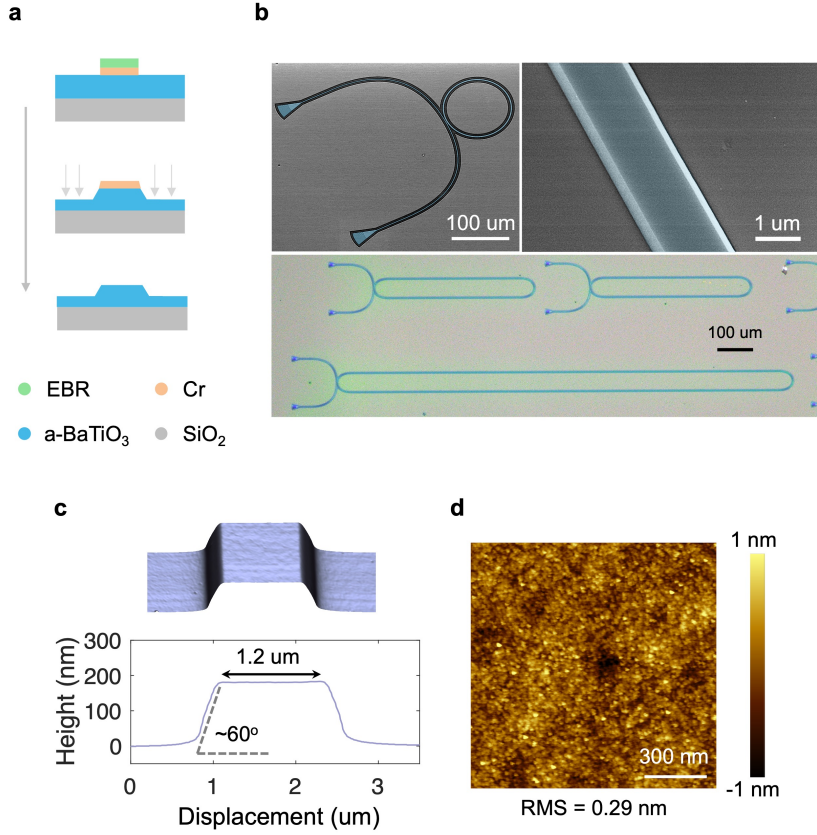 a
EBR
Cr
a-BaTiO₃
SiO₂
b
100 um
1 um
100 um
c
Height (nm)
300
200
100
0
1.2 um
~60°
0
1
2
3
Displacement (um)
d
1 nm
300 nm
-1 nm
RMS = 0.29 nm